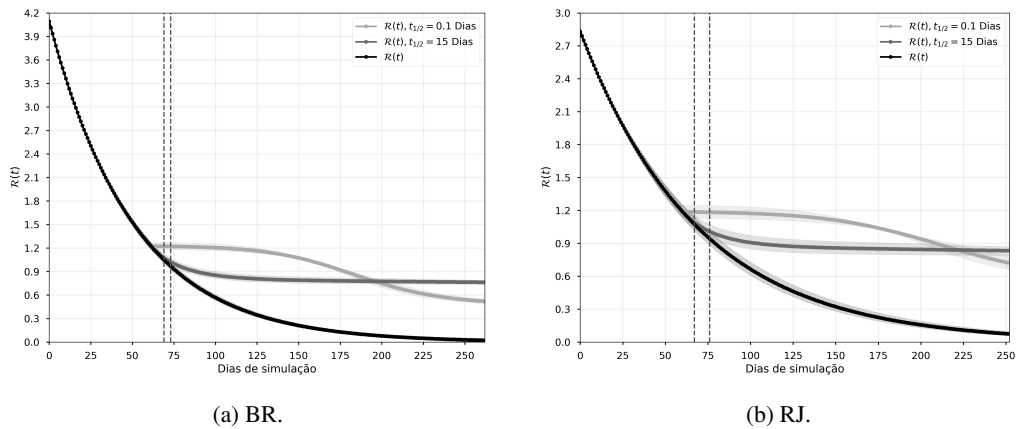 4.2
3.9
3.6
3.3
3.0
2.7
2.4
2.1
1.8
1.5
1.2
0.9
0.6
0.3
0.0
ℛ(t)
0 25 50 75 100 125 150 175 200 225 250
Dias de simulação
ℛ(t), t1/2 = 0.1 Dias
ℛ(t), t1/2 = 15 Dias
ℛ(t)
(a) BR.
3.0
2.7
2.4
2.1
1.8
1.5
1.2
0.9
0.6
0.3
0.0
ℛ(t)
0 25 50 75 100 125 150 175 200 225 250
Dias de simulação
ℛ(t), t1/2 = 0.1 Dias
ℛ(t), t1/2 = 15 Dias
ℛ(t)
(b) RJ.